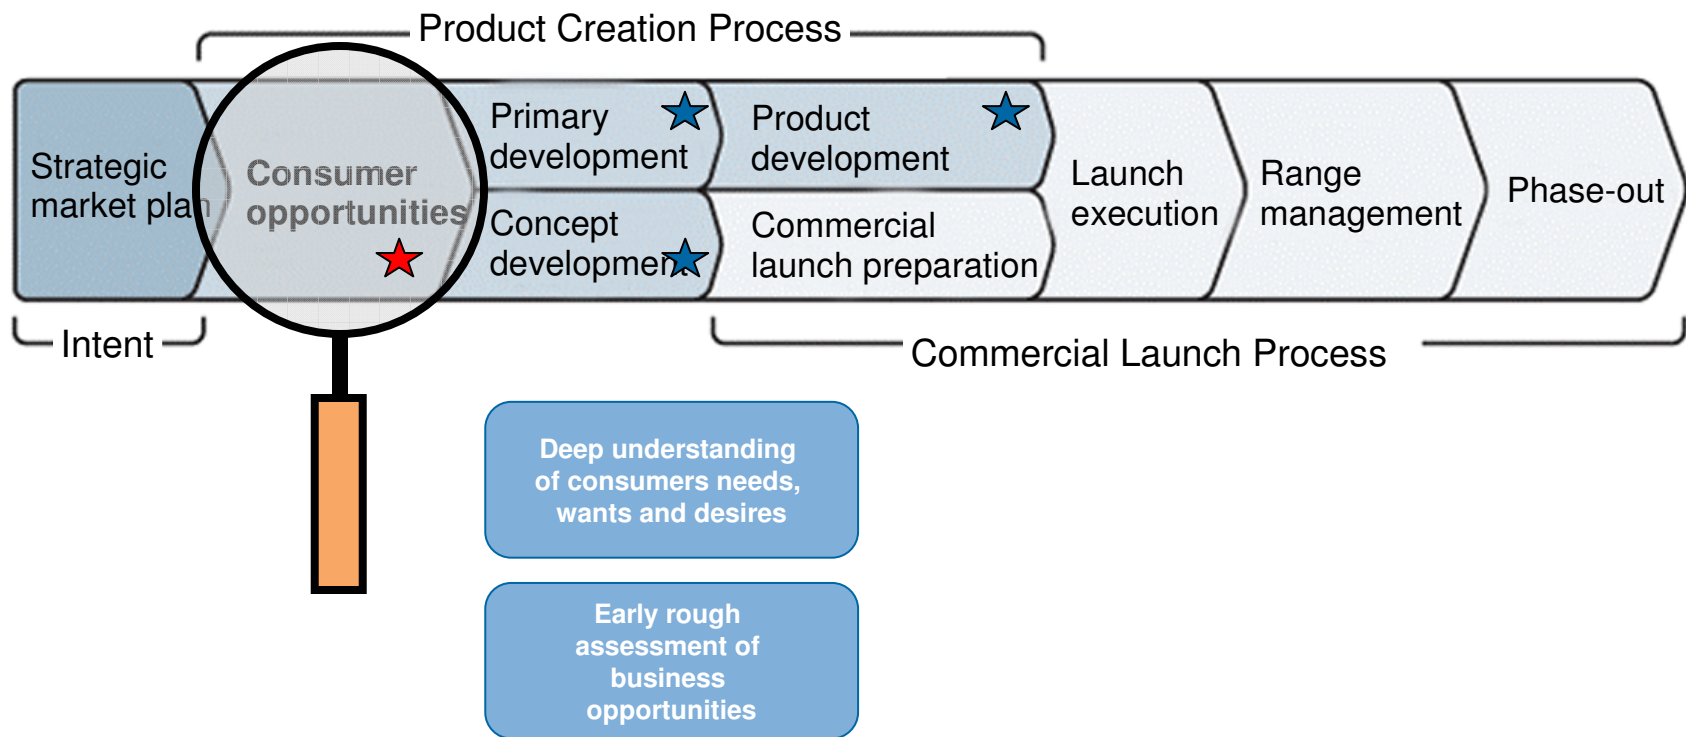 Product Creation Process
Strategic
market plan
Consumer
opportunities
Primary
development
Concept
development
Product
development
Commercial
launch preparation
Launch
execution
Range
management
Phase-out
Intent
Commercial Launch Process
Deep understanding
of consumers needs,
wants and desires
Early rough
assessment of
business
opportunities